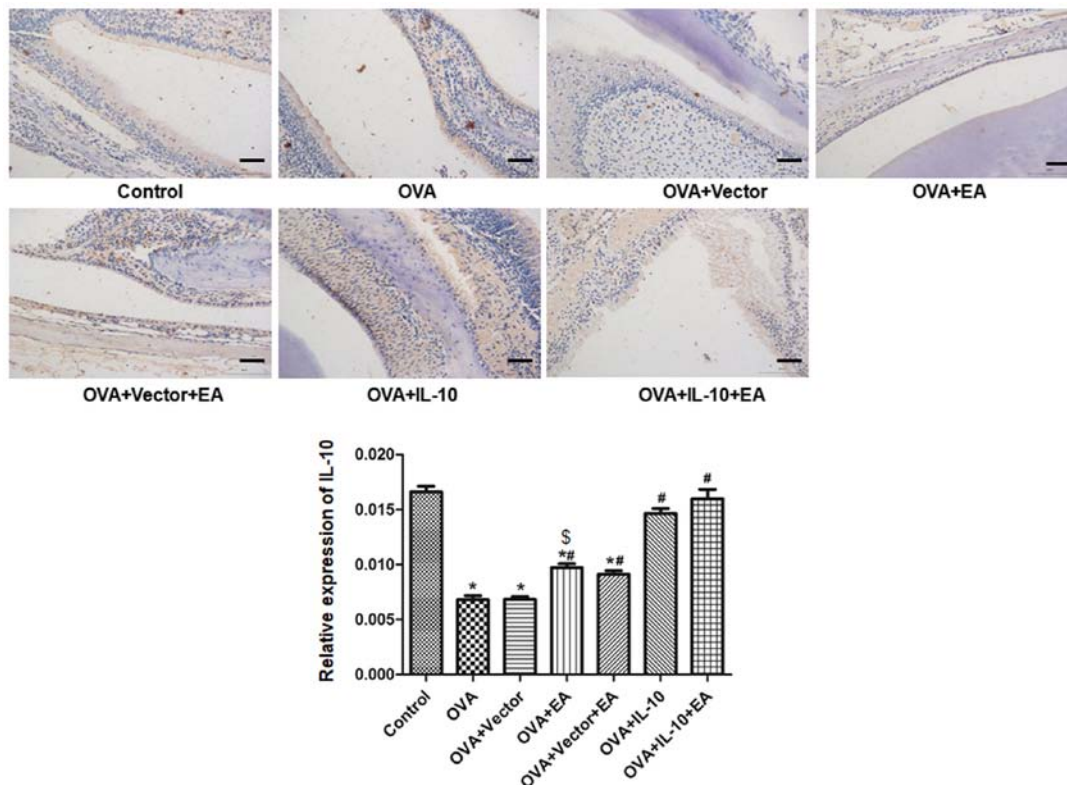 Control OVA OVA+Vector OVA+EA
OVA+Vector+EA OVA+IL-10 OVA+IL-10+EA
Relative expression of IL-10
0.020
0.015
0.010
0.005
0.000
*
*
$
*#
*#
#
#
Control
OVA
OVA+Vector
OVA+EA
OVA+Vector+EA
OVA+IL-10
OVA+IL-10+EA